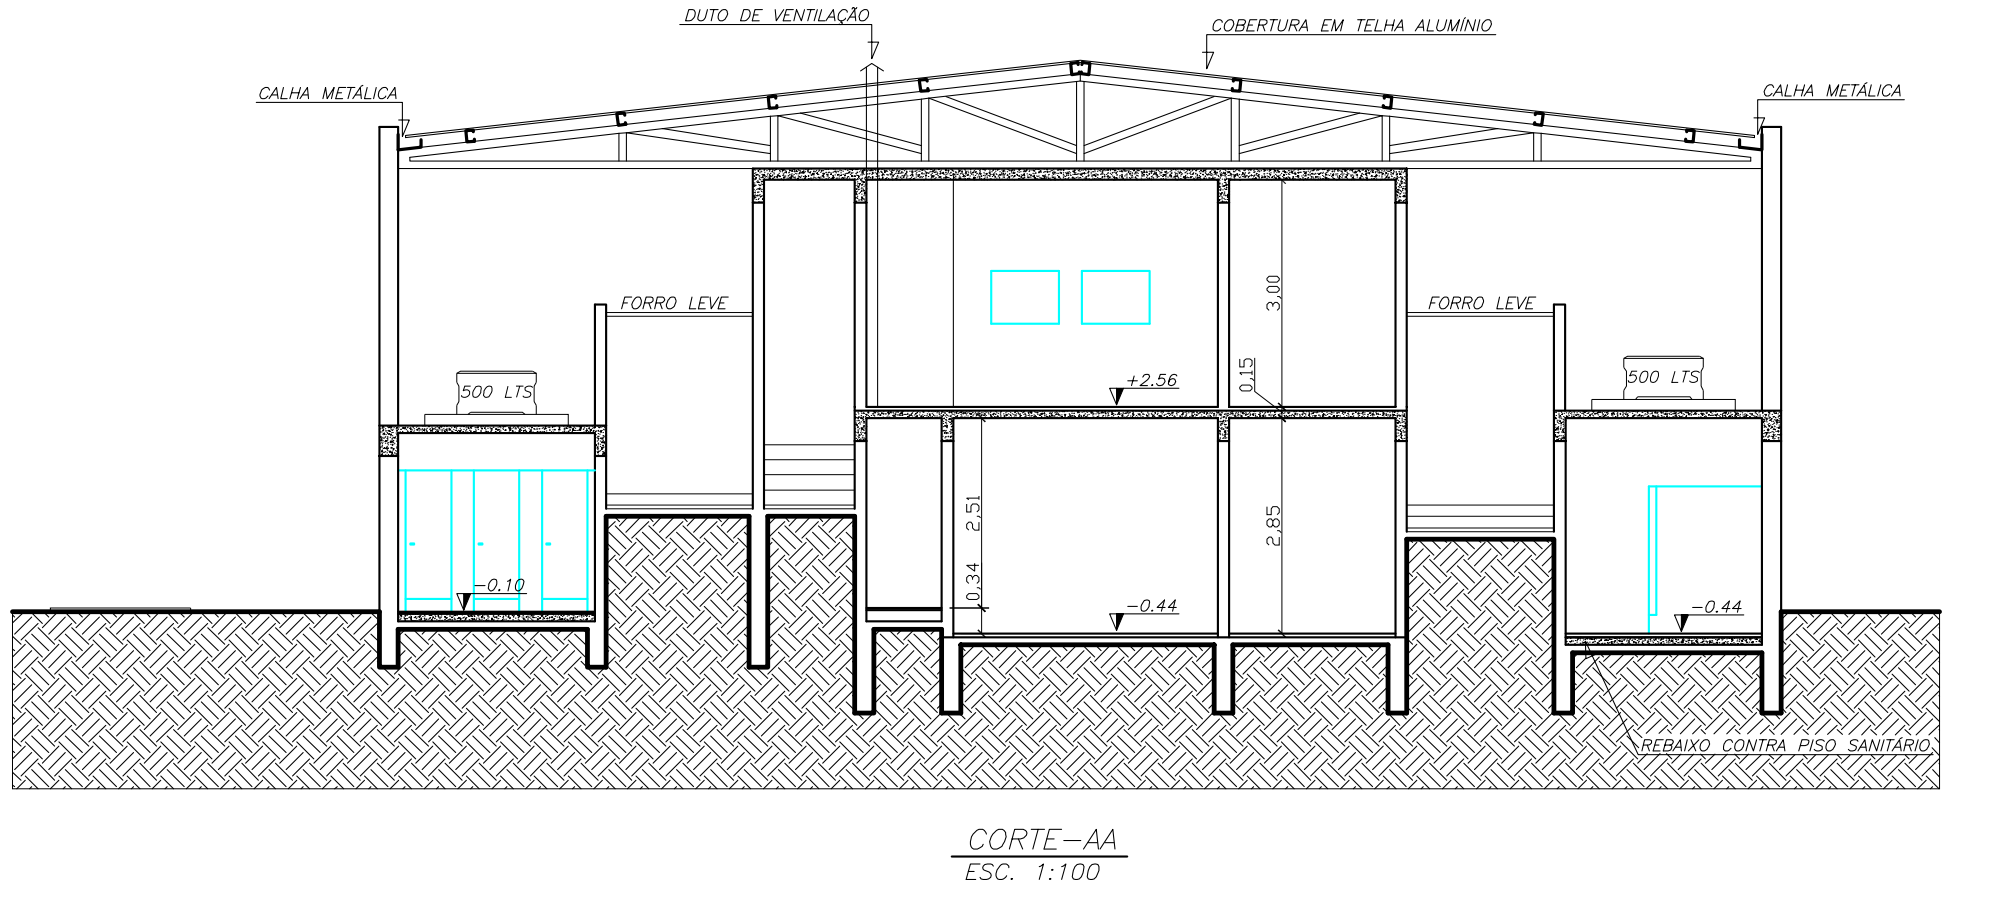 DUTO DE VENTILAÇÃO
COBERTURA EM TELHA ALUMÍNIO
CALHA METÁLICA
CALHA METÁLICA
FORRO LEVE
3,00
FORRO LEVE
500 LTS
+2.56
0,15
500 LTS
2,51
2,85
-0.10
0,34
-0.44
-0.44
REBAIXO CONTRA PISO SANITÁRIO
CORTE-AA
ESC. 1:100